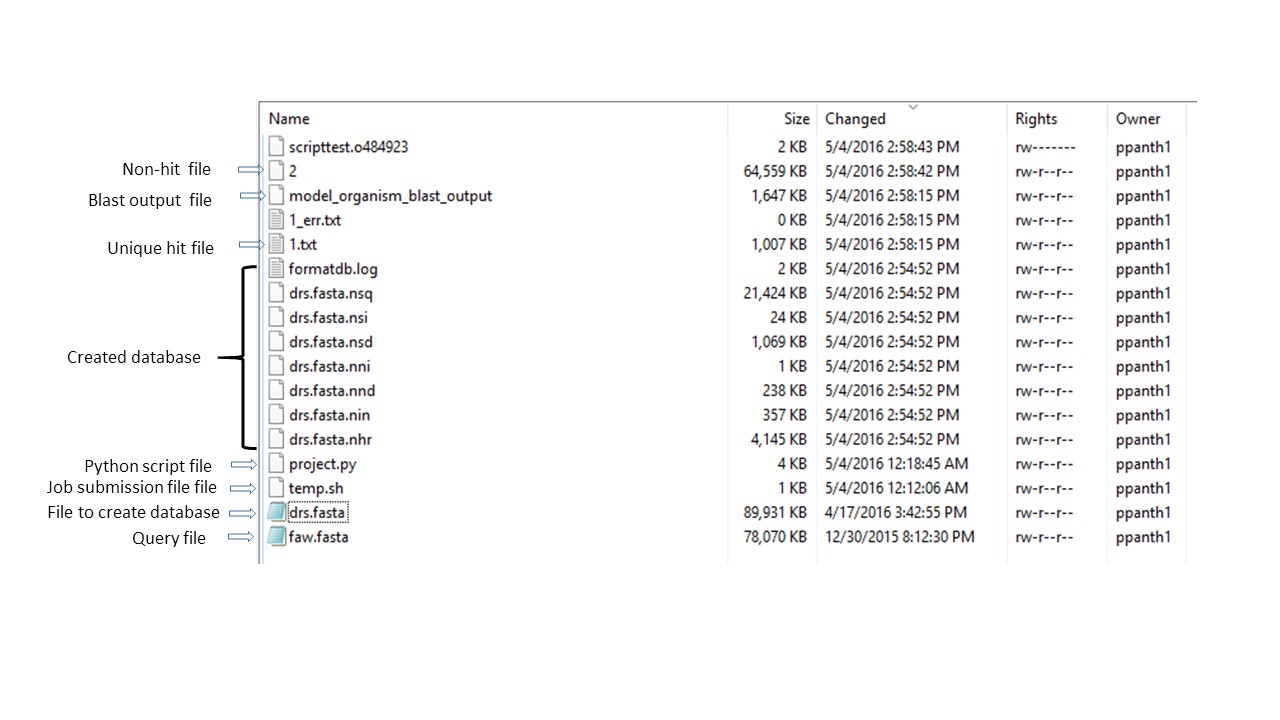 Name Size Changed Rights Owner
scripttest.o484923 2 KB 5/4/2016 2:58:43 PM rw------- ppanth1
Non-hit file 2 64,559 KB 5/4/2016 2:58:42 PM rw-r--r-- ppanth1
Blast output file model_organism_blast_output 1,647 KB 5/4/2016 2:58:15 PM rw-r--r-- ppanth1
1_err.txt 0 KB 5/4/2016 2:58:15 PM rw-r--r-- ppanth1
Unique hit file 1.txt 1,007 KB 5/4/2016 2:58:15 PM rw-r--r-- ppanth1
formatdb.log 2 KB 5/4/2016 2:54:52 PM rw-r--r-- ppanth1
drs.fasta.nsq 21,424 KB 5/4/2016 2:54:52 PM rw-r--r-- ppanth1
drs.fasta.nsi 24 KB 5/4/2016 2:54:52 PM rw-r--r-- ppanth1
drs.fasta.nsd 1,069 KB 5/4/2016 2:54:52 PM rw-r--r-- ppanth1
Created database drs.fasta.nni 1 KB 5/4/2016 2:54:52 PM rw-r--r-- ppanth1
drs.fasta.nnd 238 KB 5/4/2016 2:54:52 PM rw-r--r-- ppanth1
drs.fasta.nin 357 KB 5/4/2016 2:54:52 PM rw-r--r-- ppanth1
drs.fasta.nhr 4,145 KB 5/4/2016 2:54:52 PM rw-r--r-- ppanth1
Python script file project.py 4 KB 5/4/2016 12:18:45 AM rw-r--r-- ppanth1
Job submission file file temp.sh 1 KB 5/4/2016 12:12:06 AM rw-r--r-- ppanth1
File to create database drs.fasta 89,931 KB 4/17/2016 3:42:55 PM rw-r--r-- ppanth1
Query file faw.fasta 78,070 KB 12/30/2015 8:12:30 PM rw-r--r-- ppanth1